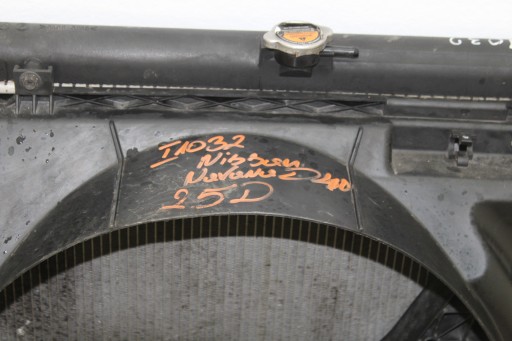 I1032
Nissan
Navara D40
2.5D